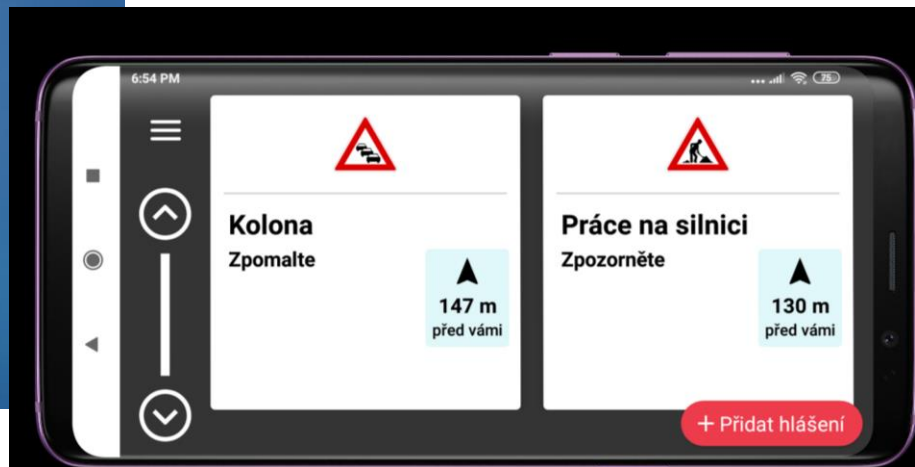 6:54 PM
75
Kolona
Zpomalte
147 m
před vámi
Práce na silnici
Zpozorněte
130 m
před vámi
+ Přidat hlášení